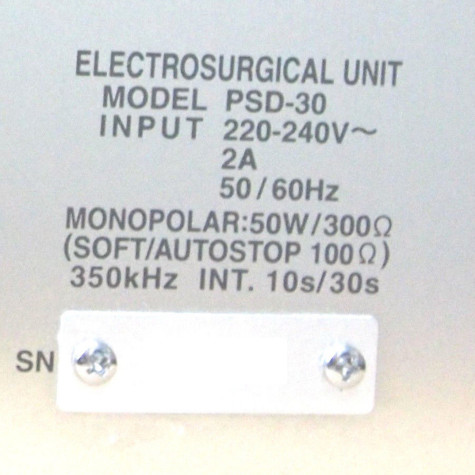 ELECTROSURGICAL UNIT
MODEL PSD-30
INPUT 220-240V~
2A
50/60Hz
MONOPOLAR:50W/300Ω
(SOFT/AUTOSTOP 100Ω)
350kHz INT. 10s/30s
SN